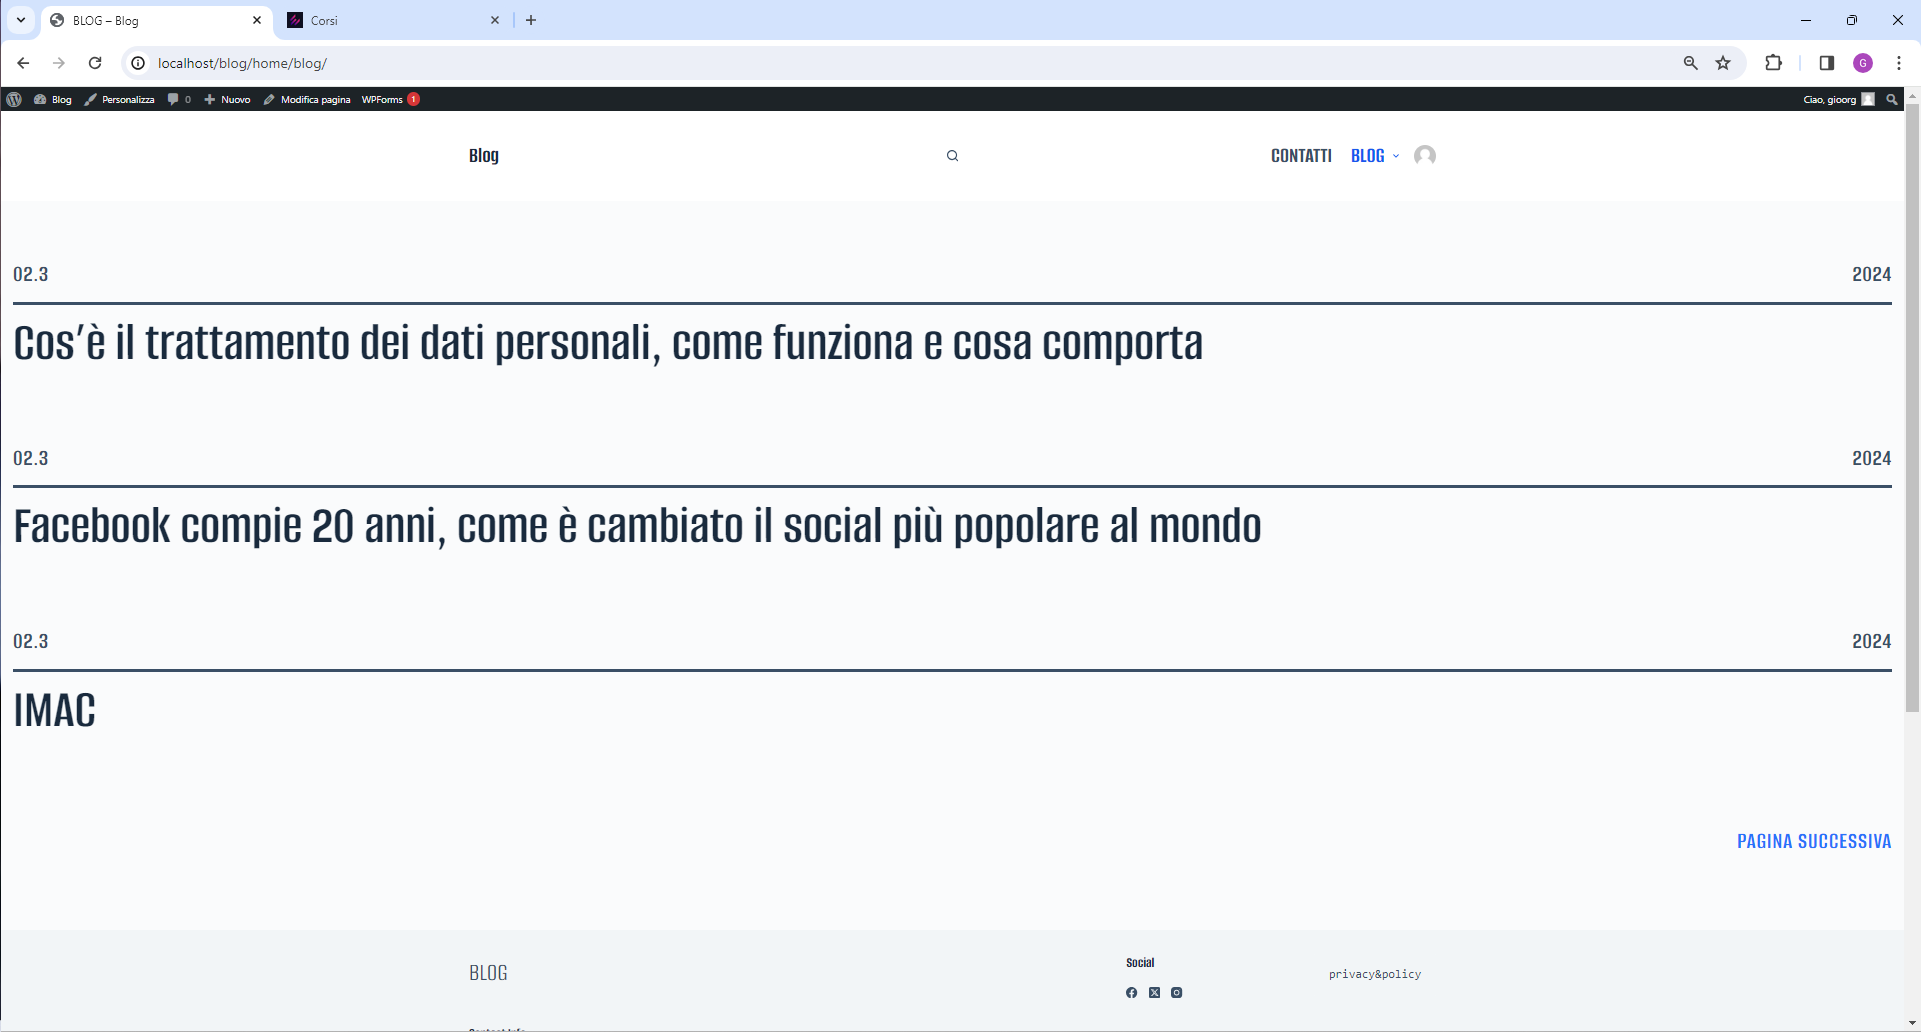 BLOG – Blog
Corsi
localhost/blog/home/blog/
G
Blog Personalizza 0 Nuovo Modifica pagina WPForms 1
Ciao, gioorg
Blog
CONTATTI BLOG
02.3 2024
Cos’è il trattamento dei dati personali, come funziona e cosa comporta
02.3 2024
Facebook compie 20 anni, come è cambiato il social più popolare al mondo
02.3 2024
IMAC
PAGINA SUCCESSIVA
BLOG
Social
privacy&policy